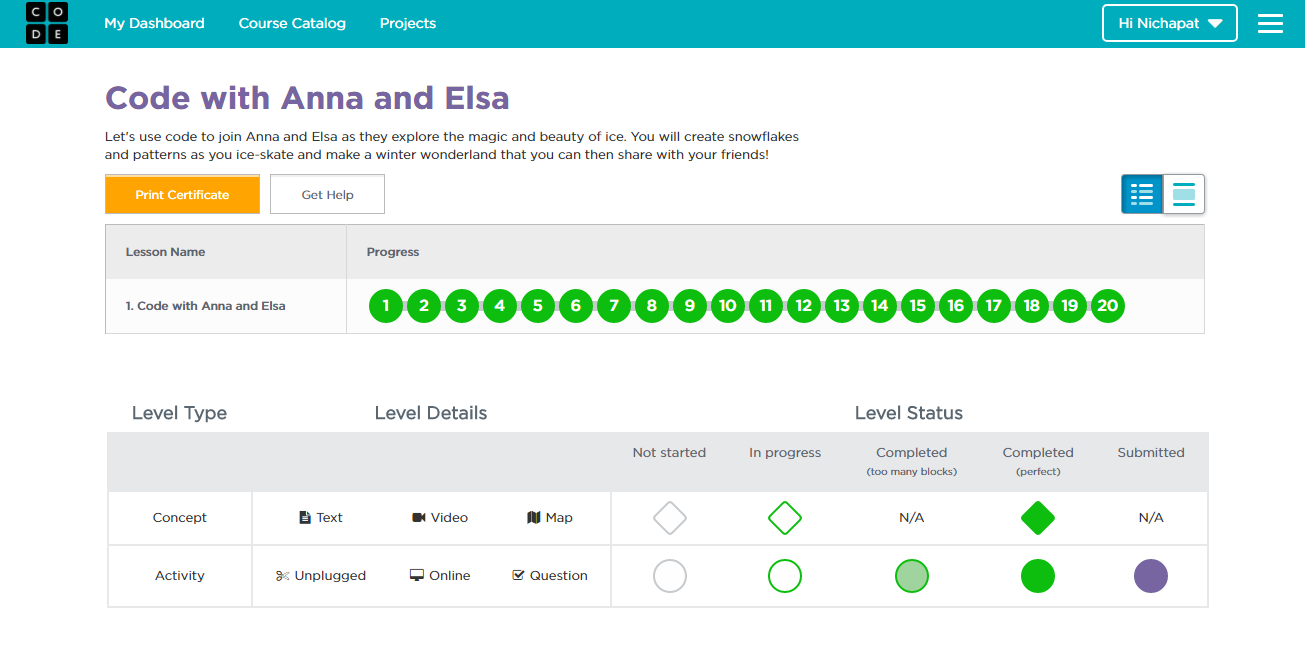 C O
D E
My Dashboard Course Catalog Projects Hi Nichapat
Code with Anna and Elsa
Let's use code to join Anna and Elsa as they explore the magic and beauty of ice. You will create snowflakes
and patterns as you ice-skate and make a winter wonderland that you can then share with your friends!
Print Certificate Get Help
Lesson Name Progress
1. Code with Anna and Elsa 1 2 3 4 5 6 7 8 9 10 11 12 13 14 15 16 17 18 19 20
Level Type Level Details Level Status
Not started In progress Completed Completed Submitted
(too many blocks) (perfect)
Concept Text Video Map N/A N/A
Activity Unplugged Online Question